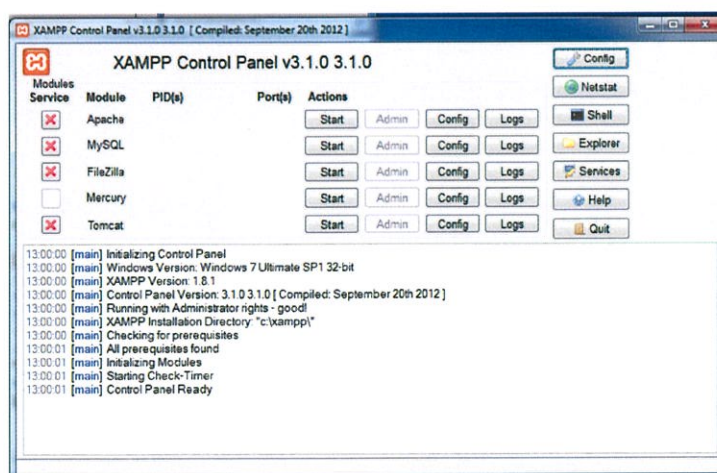 XAMPP Control Panel v3.1.0 3.1.0 [ Compiled: September 20th 2012 ]
XAMPP Control Panel v3.1.0 3.1.0
Config
Modules
Service Module PID(s) Port(s) Actions
Netstat
Apache Start Admin Config Logs
Shell
MySQL Start Admin Config Logs
Explorer
FileZilla Start Admin Config Logs
Services
Mercury Start Admin Config Logs
Help
Tomcat Start Admin Config Logs
Quit
13:00:00 [main] Initializing Control Panel
13:00:00 [main] Windows Version: Windows 7 Ultimate SP1 32-bit
13:00:00 [main] XAMPP Version: 1.8.1
13:00:00 [main] Control Panel Version: 3.1.0 3.1.0 [ Compiled: September 20th 2012 ]
13:00:00 [main] Running with Administrator rights - good!
13:00:00 [main] XAMPP Installation Directory: "c:\xampp\"
13:00:00 [main] Checking for prerequisites
13:00:01 [main] All prerequisites found
13:00:01 [main] Initializing Modules
13:00:01 [main] Starting Check-Timer
13:00:01 [main] Control Panel Ready